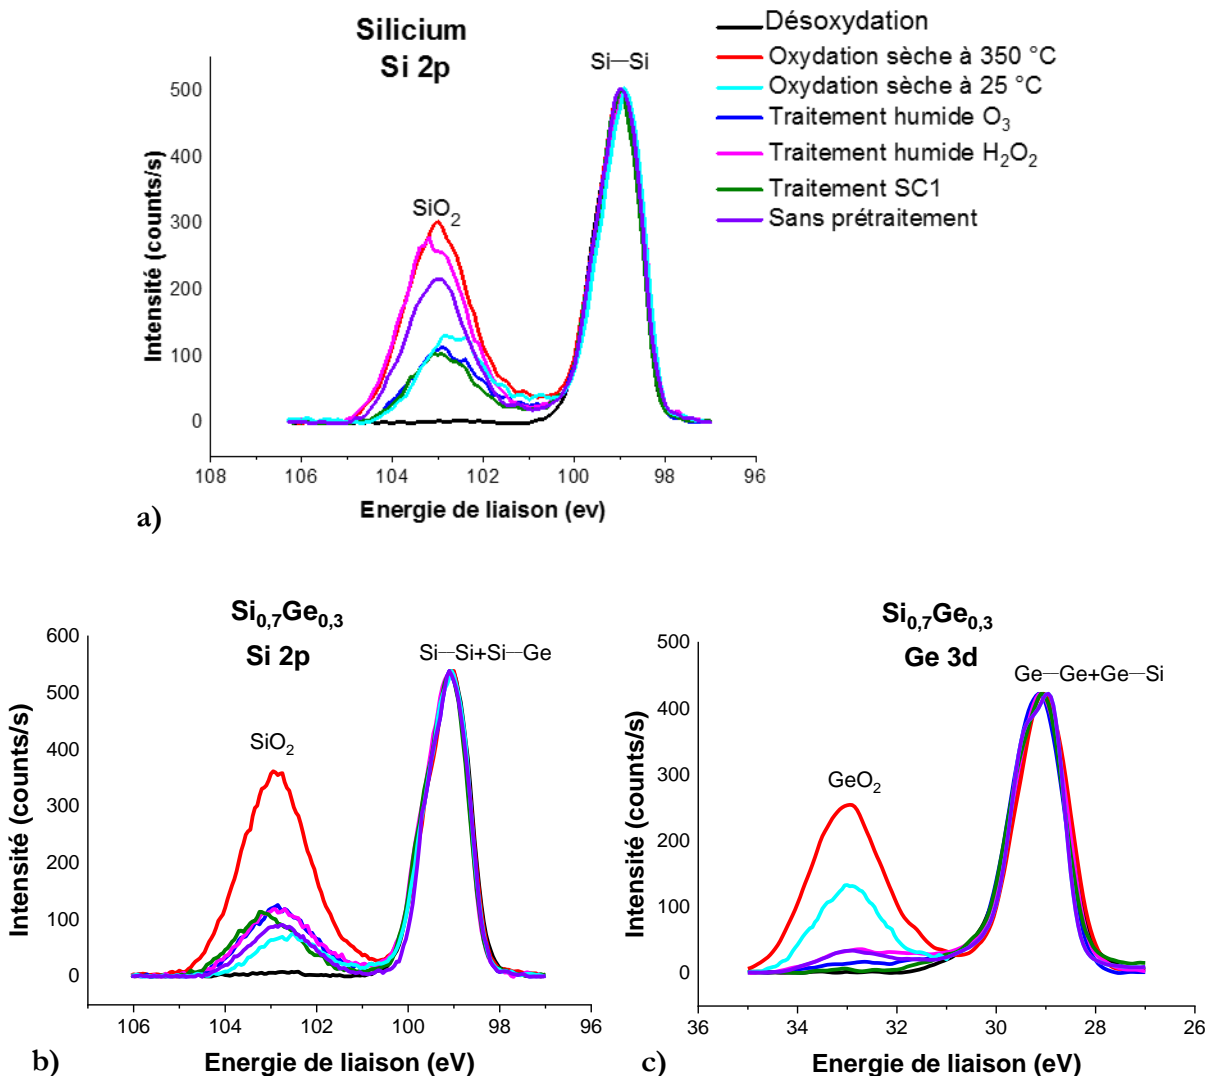 Silicium
Si 2p
Si—Si
SiO2
Désoxydation
Oxydation sèche à 350 °C
Oxydation sèche à 25 °C
Traitement humide O3
Traitement humide H2O2
Traitement SC1
Sans prétraitement
Intensité (counts/s)
500
400
300
200
100
0
108 106 104 102 100 98 96
Energie de liaison (ev)
a)
Si0,7Ge0,3
Si 2p
Si—Si+Si—Ge
SiO2
Intensité (counts/s)
600
500
400
300
200
100
0
106 104 102 100 98 96
Energie de liaison (eV)
b)
Si0,7Ge0,3
Ge 3d
Ge—Ge+Ge—Si
GeO2
Intensité (counts/s)
500
400
300
200
100
0
36 34 32 30 28 26
Energie de liaison (eV)
c)